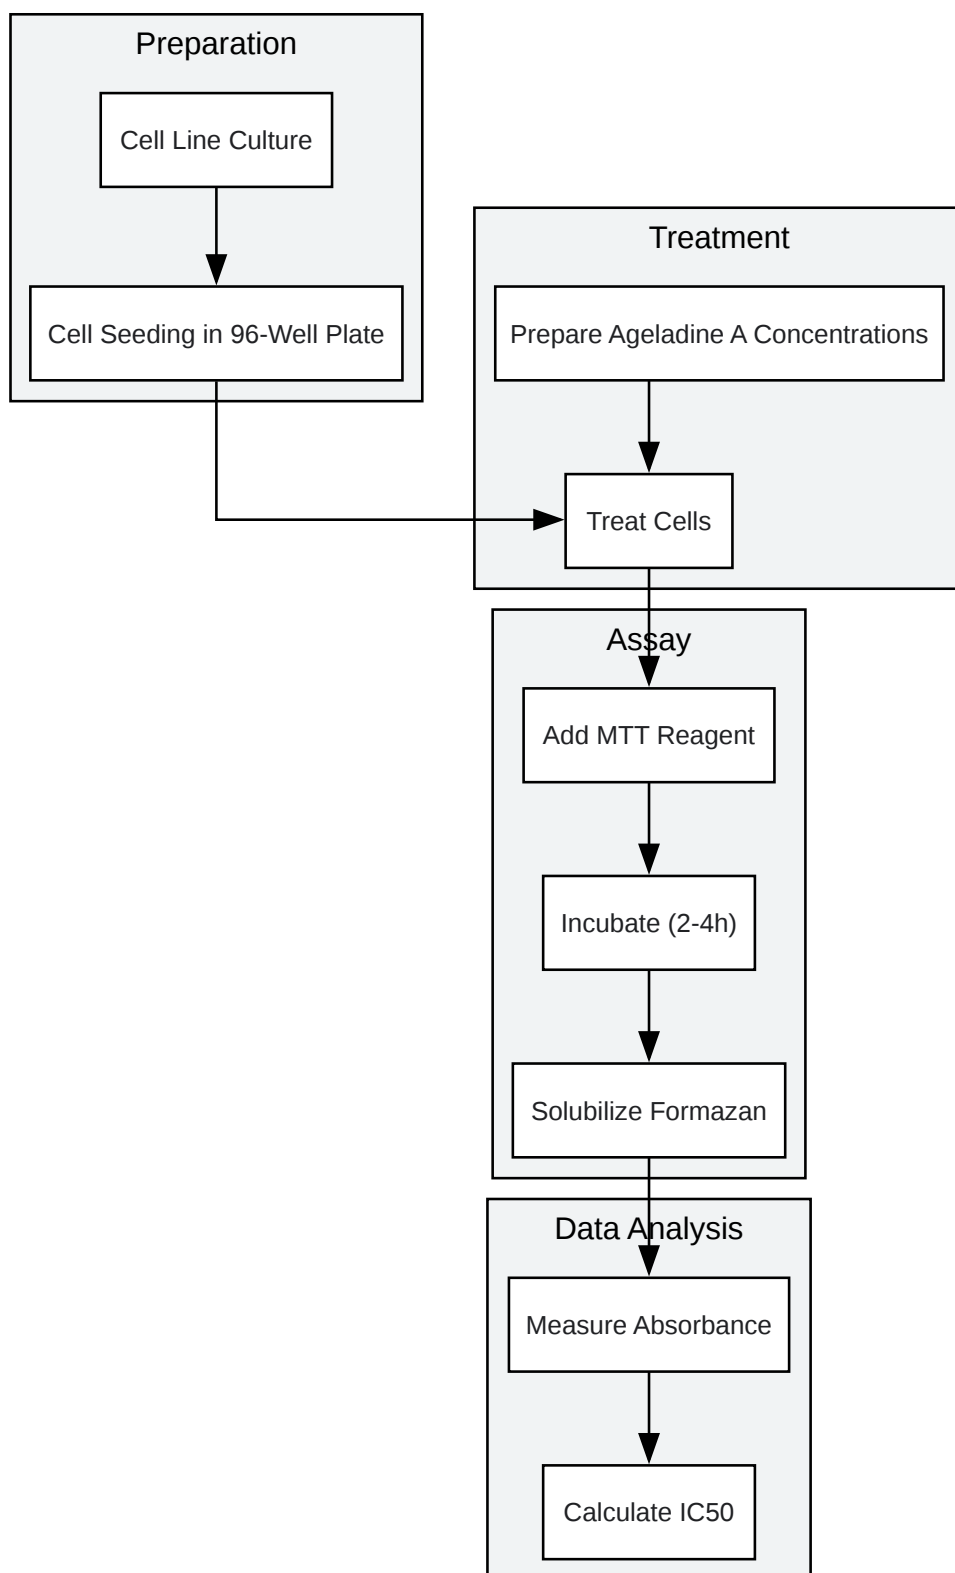 Preparation
Cell Line Culture
Cell Seeding in 96-Well Plate
Treatment
Prepare Ageladine A Concentrations
Treat Cells
Assay
Add MTT Reagent
Incubate (2-4h)
Solubilize Formazan
Data Analysis
Measure Absorbance
Calculate IC50